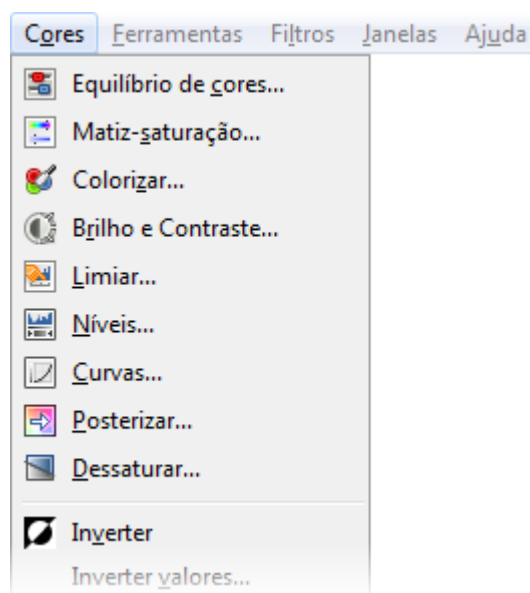 Cores Ferramentas Filtros Janelas Ajuda
Equilíbrio de cores...
Matiz-saturação...
Colorizar...
Brilho e Contraste...
Limiar...
Níveis...
Curvas...
Posterizar...
Dessaturar...
Inverter
Inverter valores...